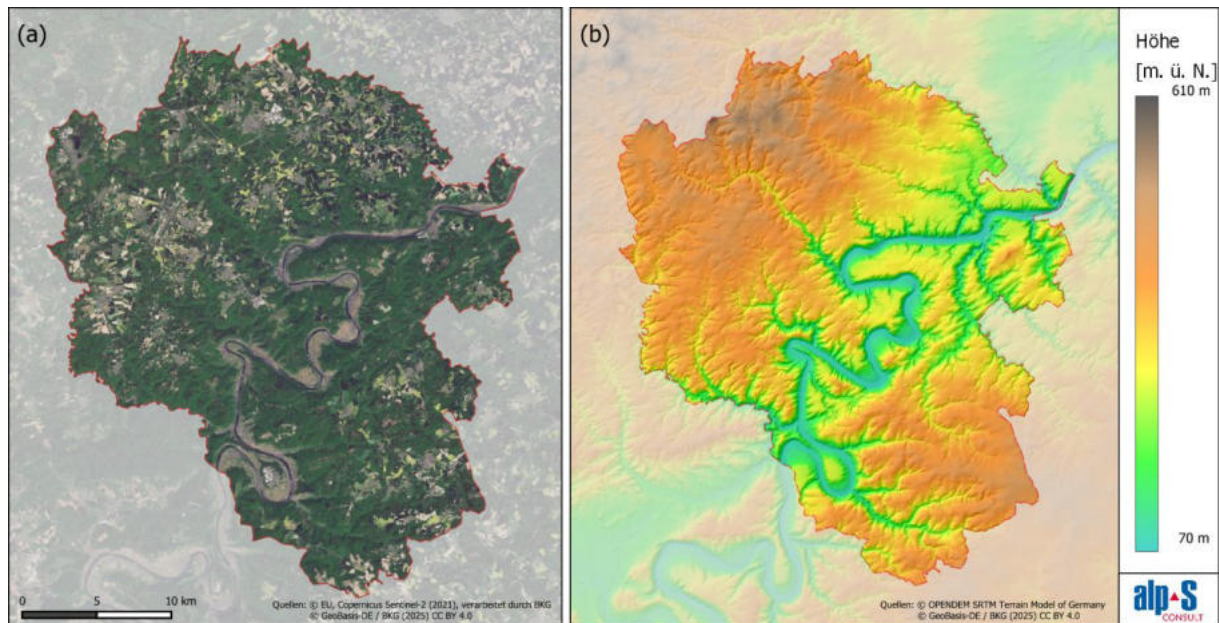 (a)
(b)
Höhe
[m. ü. N.]
610 m
70 m
0 5 10 km
Quellen: © EU, Copernicus Sentinel-2 (2021), verarbeitet durch BKG
© GeoBasis-DE / BKG (2025) CC BY 4.0
Quellen: © OPENDEM SRTM Terrain Model of Germany
© GeoBasis-DE / BKG (2025) CC BY 4.0
alpS
CONSULT